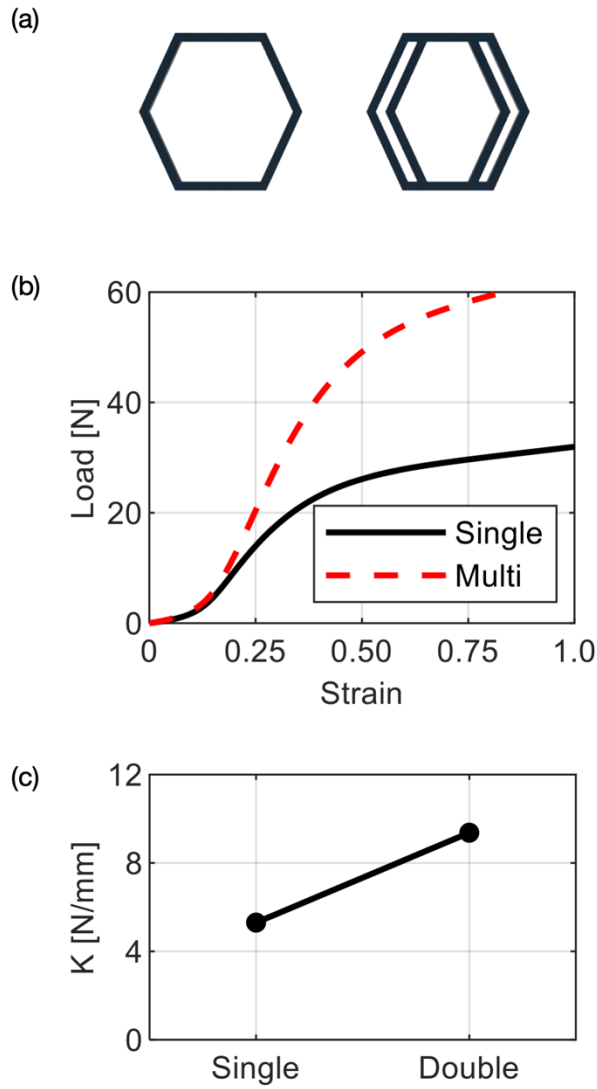 (a)
(b)
60
40
20
0
Load [N]
Single
Multi
0 0.25 0.50 0.75 1.0
Strain
(c)
12
8
4
0
K [N/mm]
Single Double